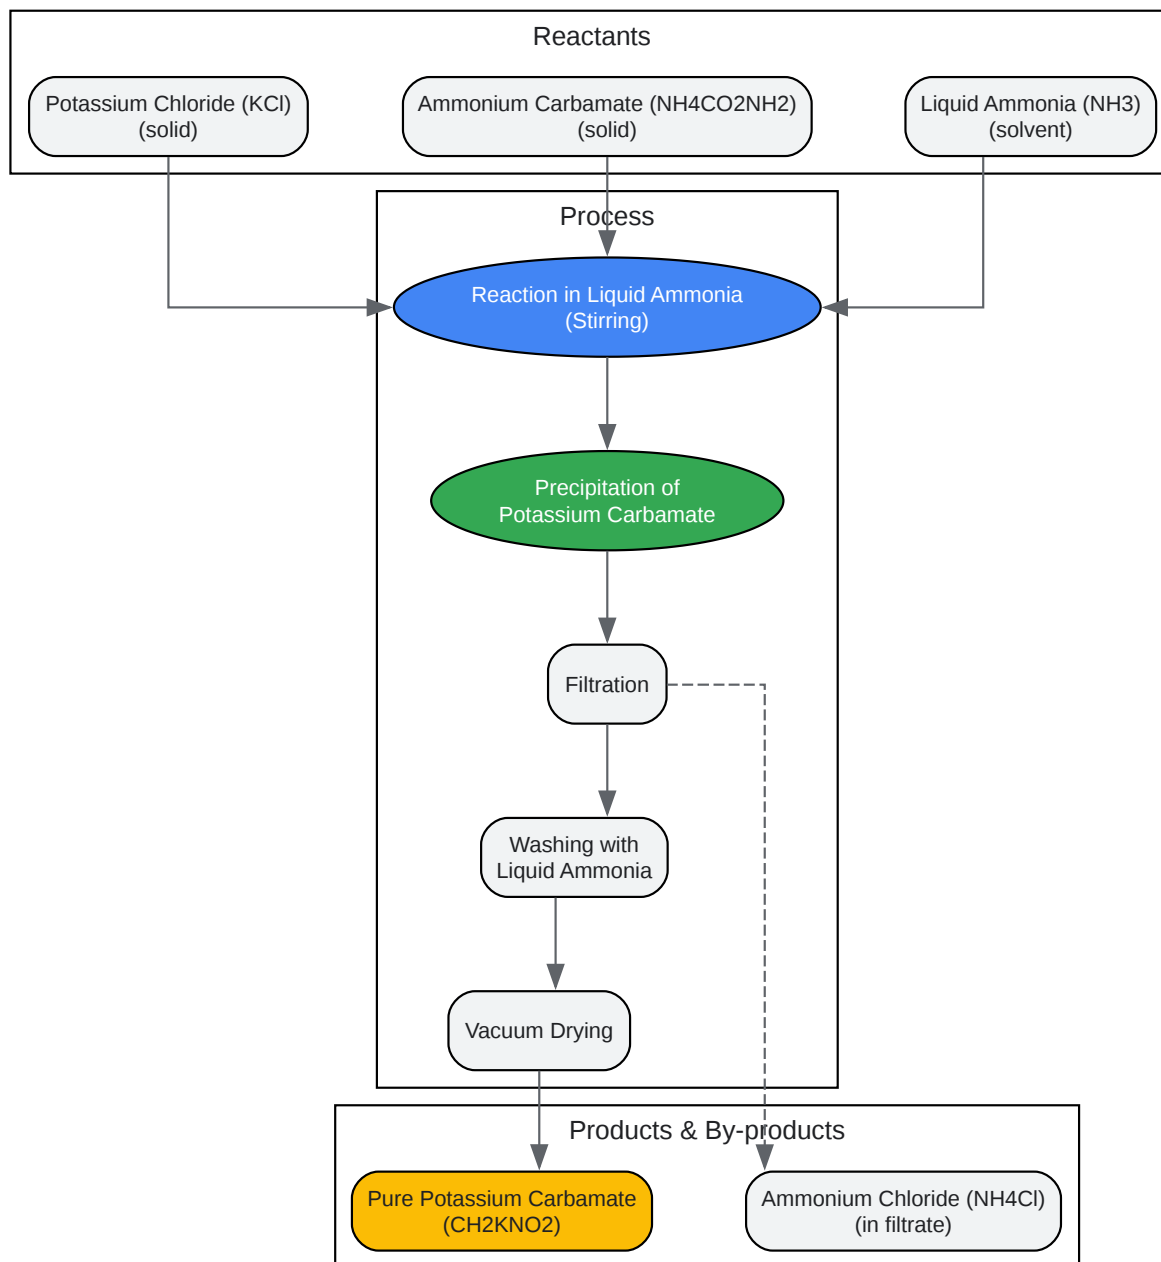 Reactants
Potassium Chloride (KCl)
(solid)
Ammonium Carbamate (NH4CO2NH2)
(solid)
Liquid Ammonia (NH3)
(solvent)
Process
Reaction in Liquid Ammonia
(Stirring)
Precipitation of
Potassium Carbamate
Filtration
Washing with
Liquid Ammonia
Vacuum Drying
Products & By-products
Pure Potassium Carbamate
(CH2KNO2)
Ammonium Chloride (NH4Cl)
(in filtrate)